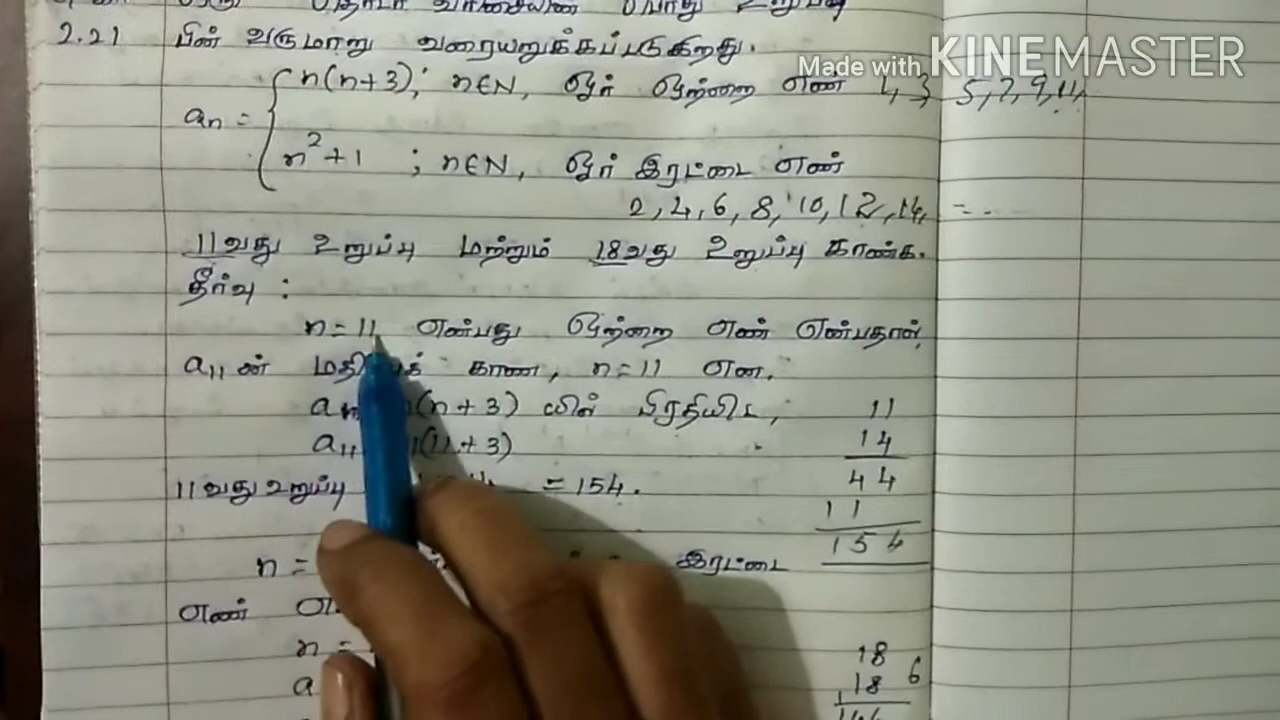 Made with KINEMASTER
2.21 பின் வருமாறு வரையறுக்கப்படுகிறது.
n(n+3); n∈N, ஓர் ஒற்றை எண் 1, 3, 5, 7, 9, 11,
aₙ =
n²+1 ; n∈N, ஓர் இரட்டை எண்
2, 4, 6, 8, 10, 12, 14,
11வது உறுப்பு மற்றும் 18வது உறுப்பு காண்க.
தீர்வு :
n = 11 என்பது ஒற்றை எண் என்பதால்,
a₁₁ ன் காண, n = 11 என,
(n + 3) யில் பிரதியிட, 11
a₁₁ (11 + 3) 14
44
11வது உறுப்பு = 154.
11
154
n = இரட்டை
எண்
n =
18
a 18 6
144